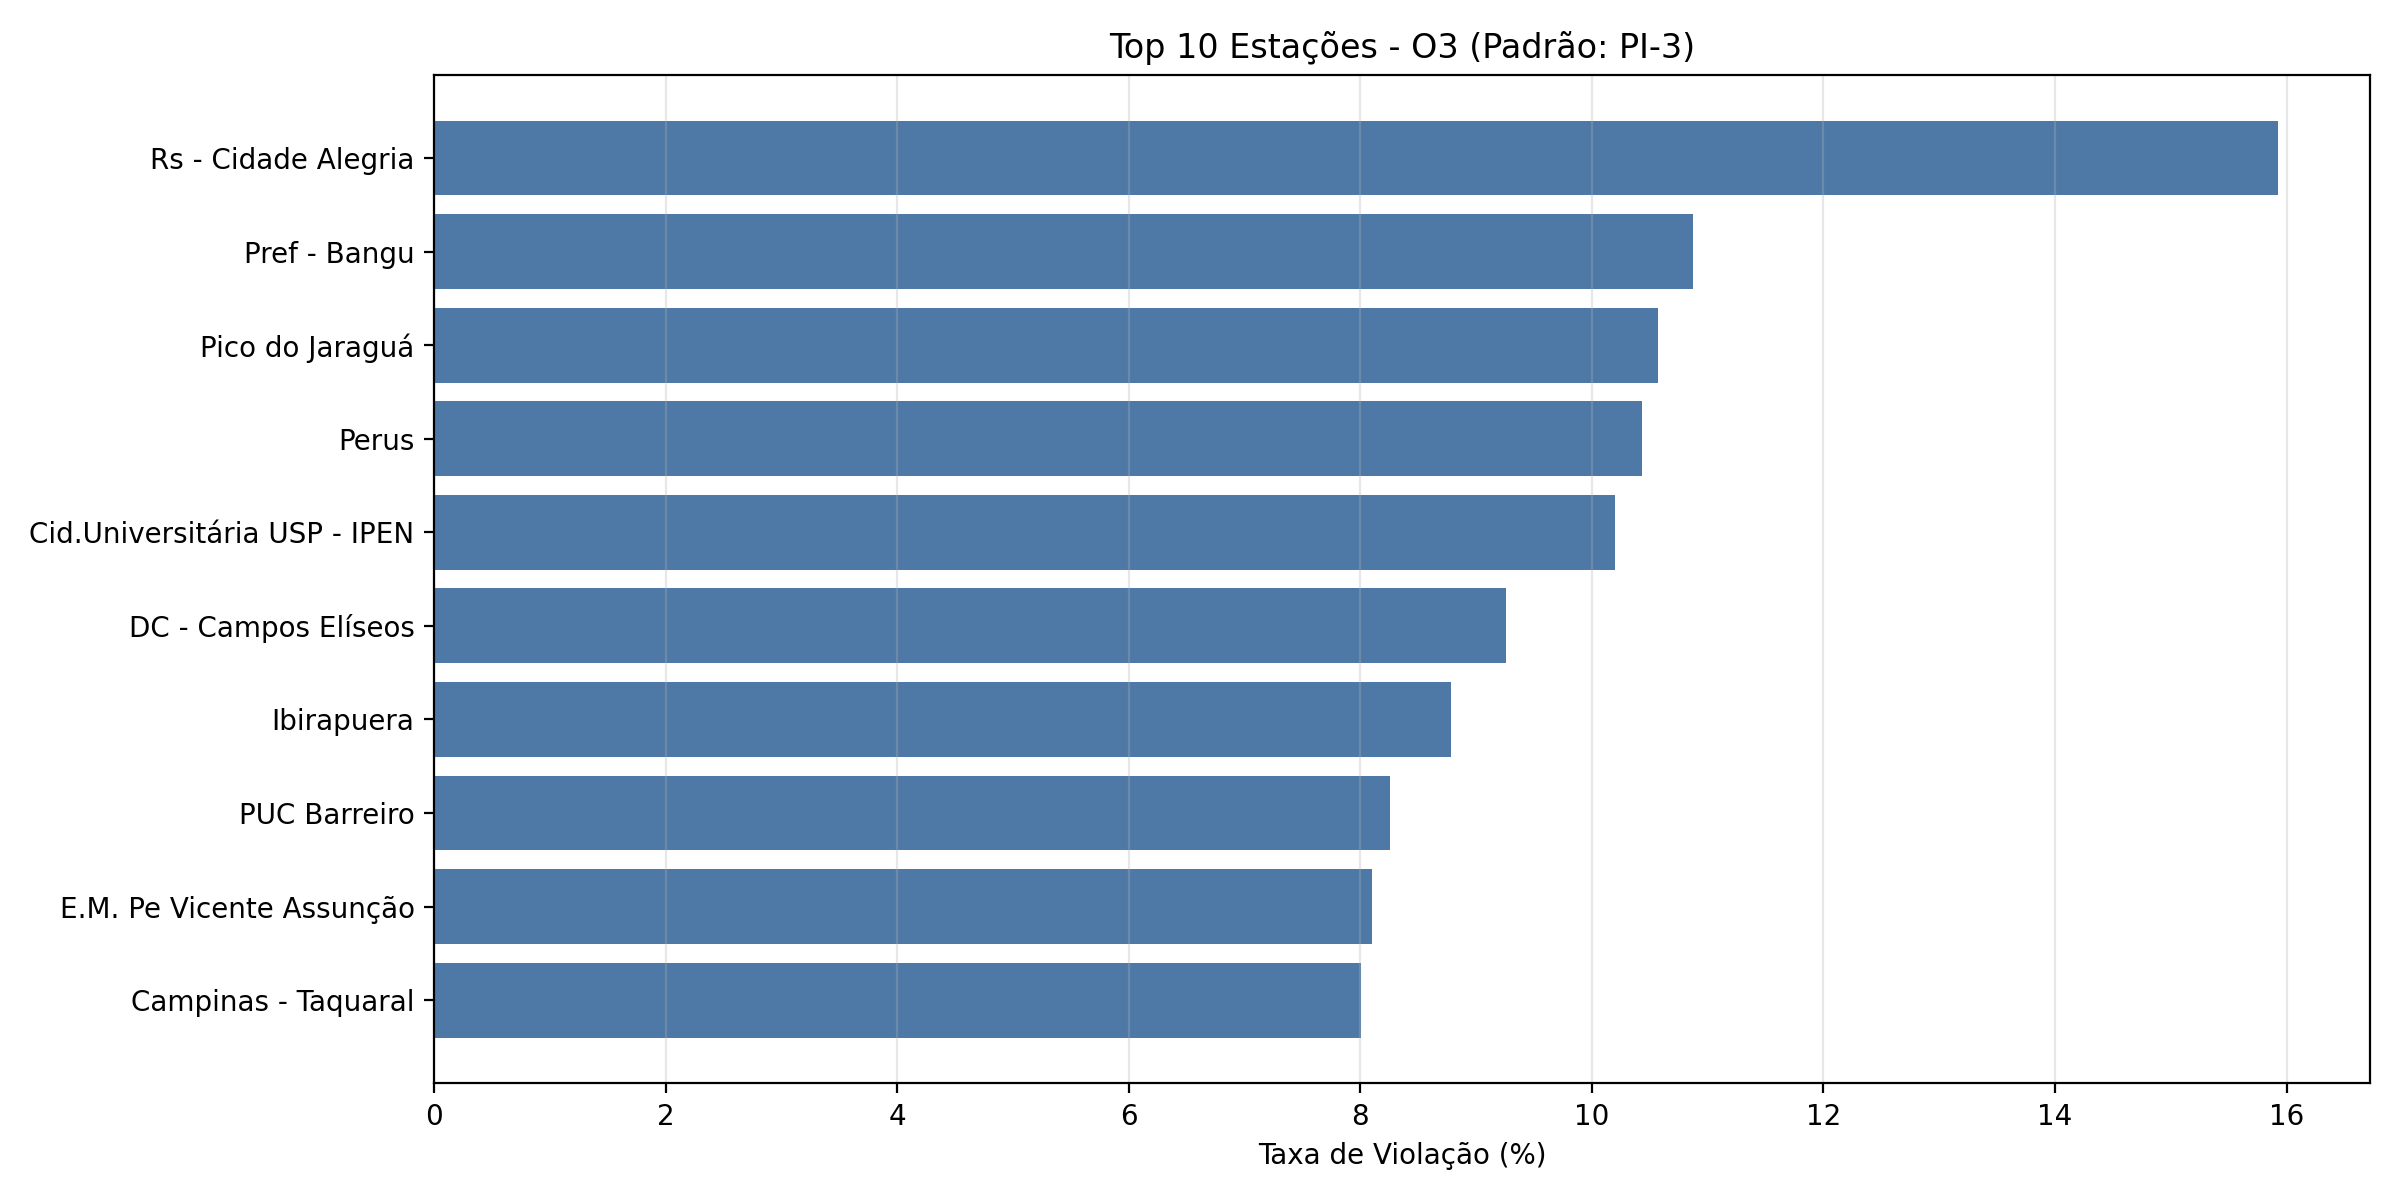 Top 10 Estações - O3 (Padrão: PI-3)
Rs - Cidade Alegria
Pref - Bangu
Pico do Jaraguá
Perus
Cid.Universitária USP - IPEN
DC - Campos Elíseos
Ibirapuera
PUC Barreiro
E.M. Pe Vicente Assunção
Campinas - Taquaral
0 2 4 6 8 10 12 14 16
Taxa de Violação (%)